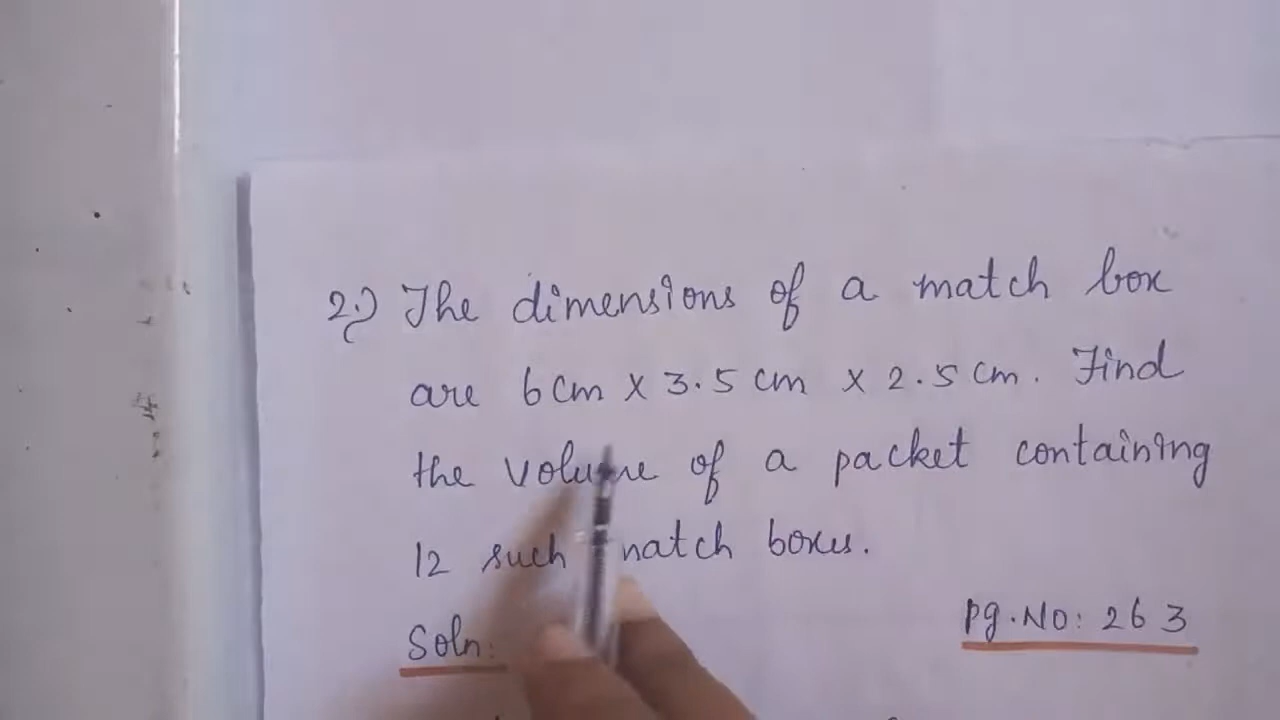 2.) The dimensions of a match box
are 6cm x 3.5 cm x 2.5 cm. Find
the volume of a packet containing
12 such match boxes.
Pg.No: 263
Soln: